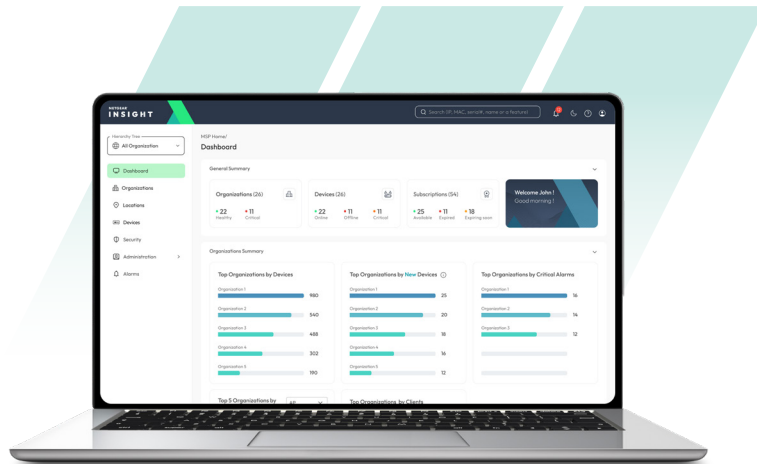 NETGEAR
INSIGHT
Search (IP, MAC, serial#, name or a feature)
Hierarchy Tree
All Organization
MSP Home/
Dashboard
Dashboard
Organizations
Locations
Devices
Security
Administration
Alarms
General Summary
Organizations (26)
22 11
Healthy Critical
Devices (26)
22 11 11
Online Offline Critical
Subscriptions (54)
25 11 18
Available Expired Expiring soon
Welcome John !
Good morning !
Organizations Summary
Top Organizations by Devices
Organization 1
980
Organization 2
540
Organization 3
488
Organization 4
302
Organization 5
190
Top Organizations by New Devices
Organization 1
25
Organization 2
20
Organization 3
18
Organization 4
16
Organization 5
12
Top Organizations by Critical Alarms
Organization 1
16
Organization 2
14
Organization 3
12
Top 5 Organizations by AP
Top Organizations by Clients